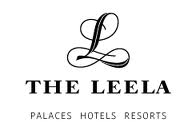 L
THE LEELA
PALACES HOTELS RESORTS